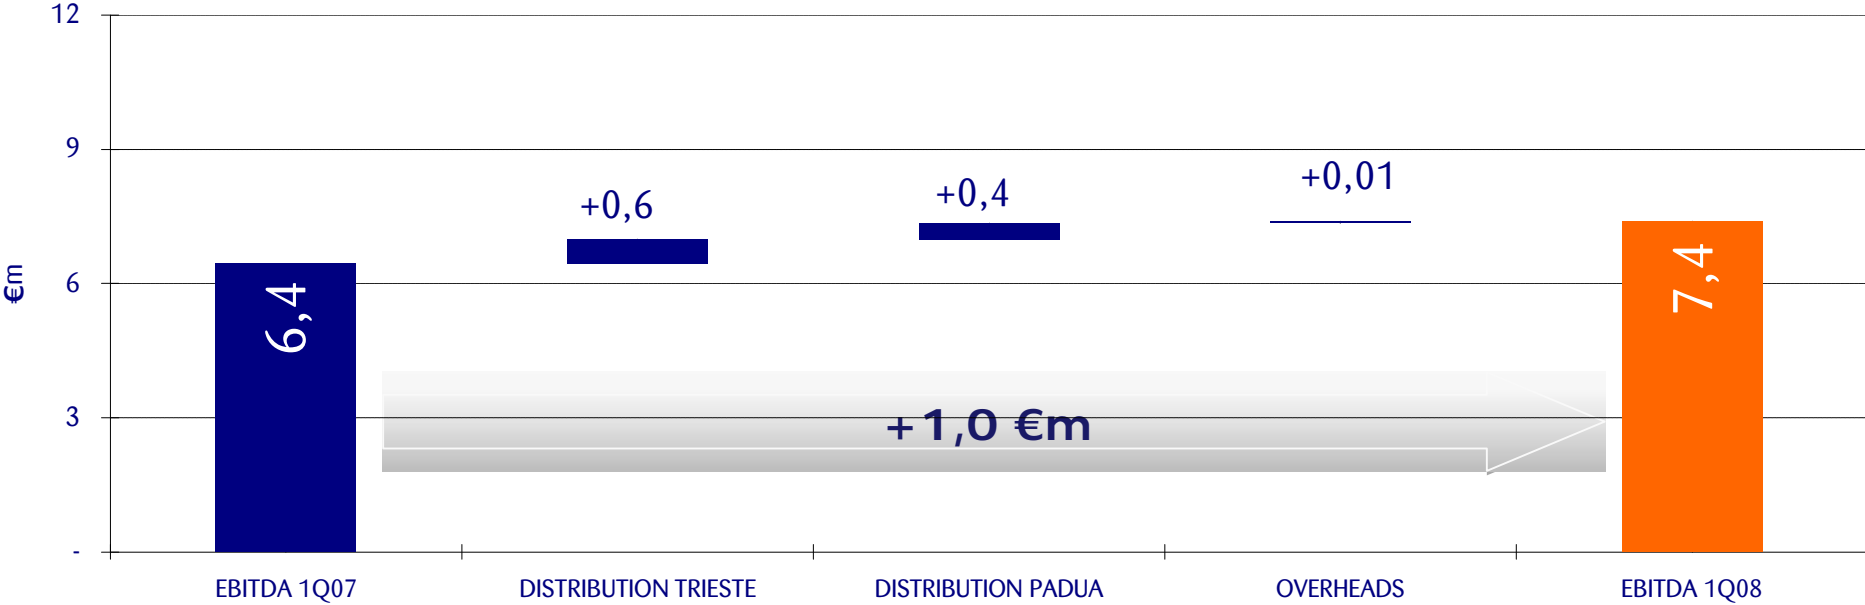 12
9
6
3
-
€m
6,4
+0,6
+0,4
+0,01
7,4
+1,0 €m
EBITDA 1Q07
DISTRIBUTION TRIESTE
DISTRIBUTION PADUA
OVERHEADS
EBITDA 1Q08